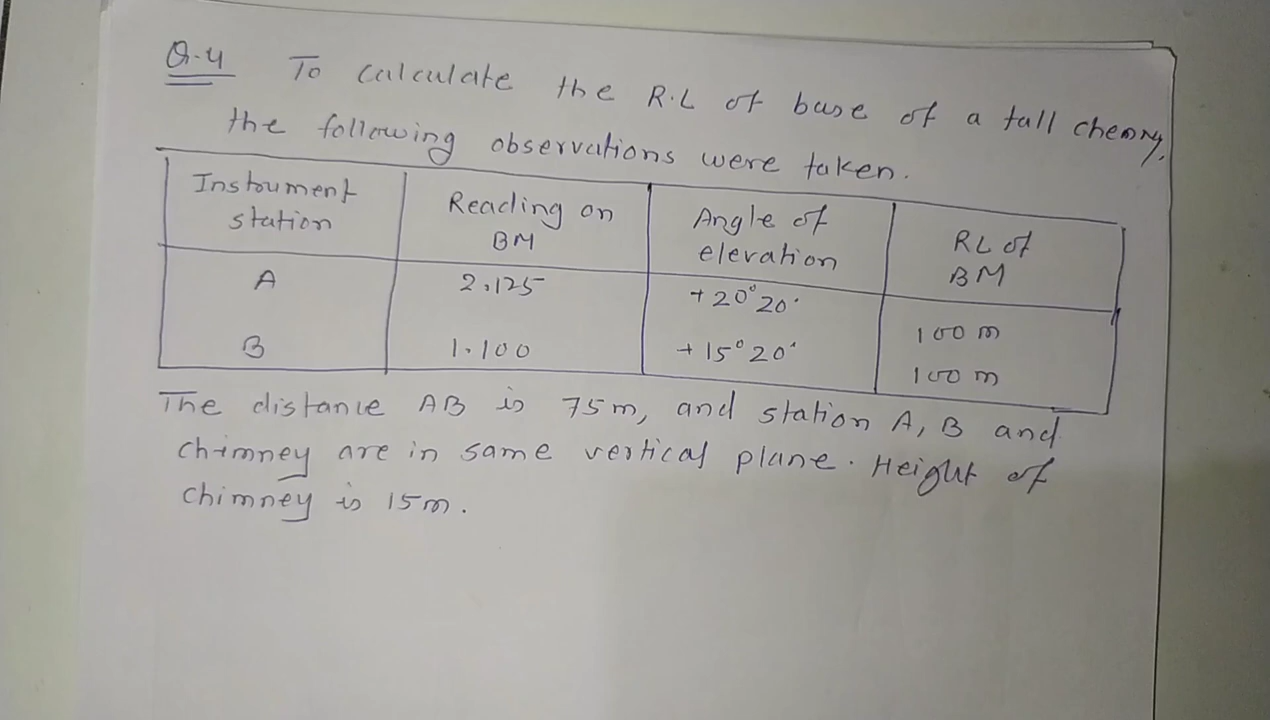 Q.4 To calculate the R.L of base of a tall chemny,
the following observations were taken.
Instrument station | Reading on BM | Angle of elevation | RL of BM
A | 2.125 | +20°20' | 100 m
B | 1.100 | +15°20' | 100 m
The distance AB is 75m, and station A, B and
chimney are in same vertical plane. Height of
chimney is 15m.